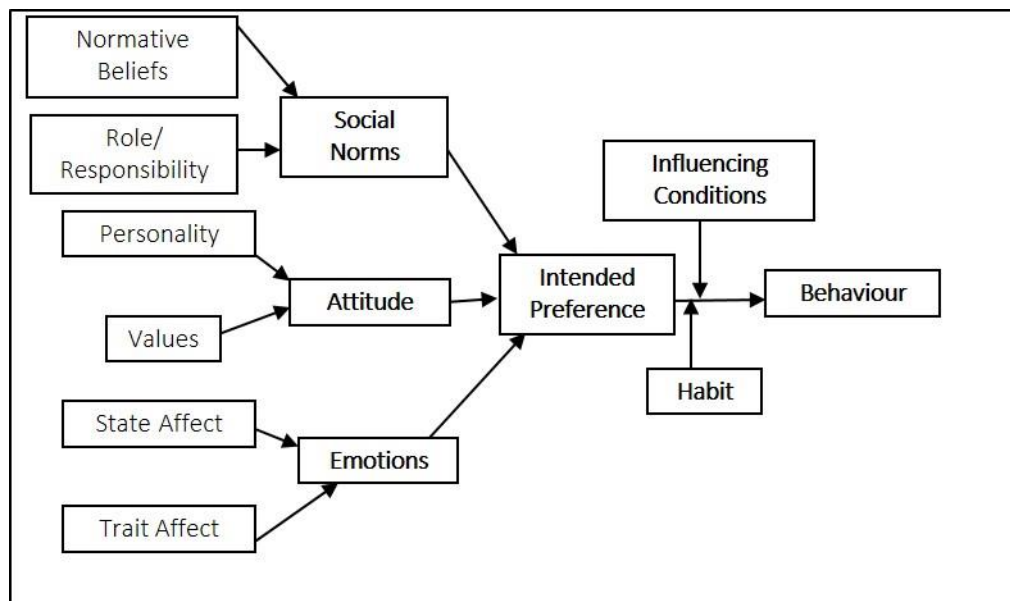 Normative
Beliefs
Role/
Responsibility
Social
Norms
Personality
Values
Attitude
State Affect
Trait Affect
Emotions
Intended
Preference
Influencing
Conditions
Habit
Behaviour